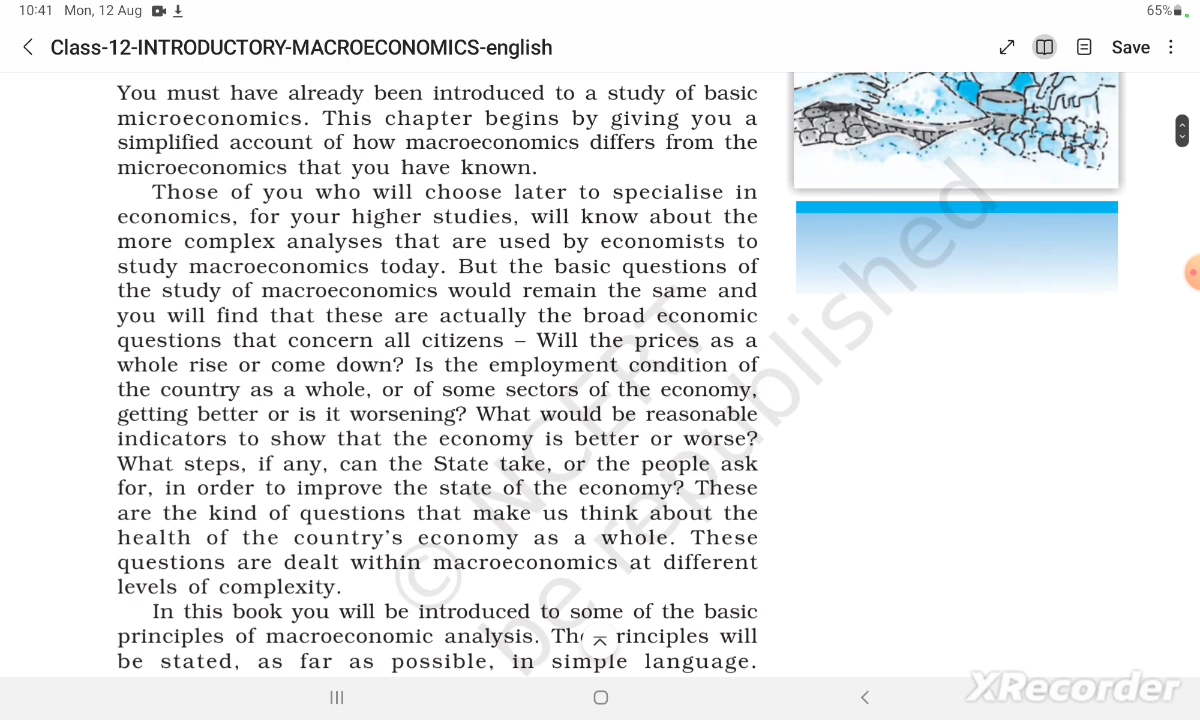 10:41 Mon, 12 Aug
65%
Class-12-INTRODUCTORY-MACROECONOMICS-english
Save
You must have already been introduced to a study of basic
microeconomics. This chapter begins by giving you a
simplified account of how macroeconomics differs from the
microeconomics that you have known.
Those of you who will choose later to specialise in
economics, for your higher studies, will know about the
more complex analyses that are used by economists to
study macroeconomics today. But the basic questions of
the study of macroeconomics would remain the same and
you will find that these are actually the broad economic
questions that concern all citizens – Will the prices as a
whole rise or come down? Is the employment condition of
the country as a whole, or of some sectors of the economy,
getting better or is it worsening? What would be reasonable
indicators to show that the economy is better or worse?
What steps, if any, can the State take, or the people ask
for, in order to improve the state of the economy? These
are the kind of questions that make us think about the
health of the country's economy as a whole. These
questions are dealt within macroeconomics at different
levels of complexity.
In this book you will be introduced to some of the basic
principles of macroeconomic analysis. rinciples will
be stated, as far as possible, in simple language.
© NCERT
be republished
XRecorder